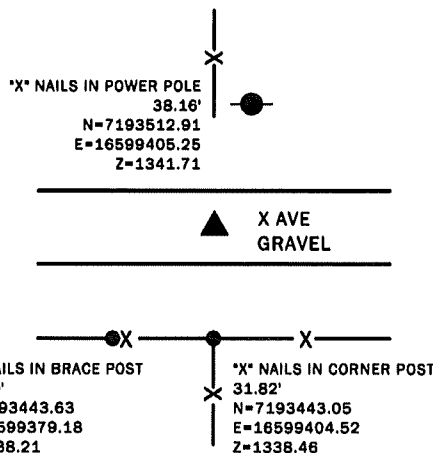 "X" NAILS IN POWER POLE
38.16'
N=7193512.91
E=16599405.25
Z=1341.71
X AVE
GRAVEL
AILS IN BRACE POST
'
93443.63
599379.18
38.21
"X" NAILS IN CORNER POST
31.82'
N=7193443.05
E=16599404.52
Z=1338.46